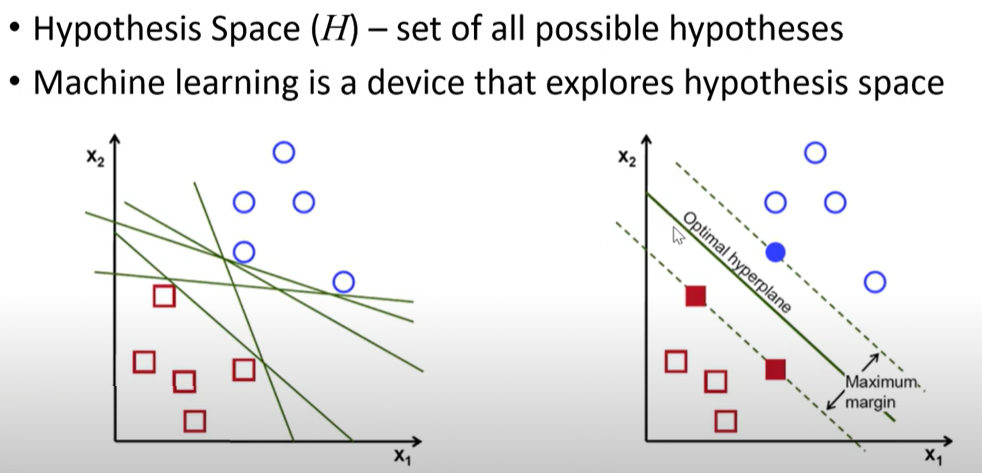 • Hypothesis Space (H) – set of all possible hypotheses
• Machine learning is a device that explores hypothesis space
x₂
x₁
x₂
Optimal hyperplane
Maximum
margin
x₁